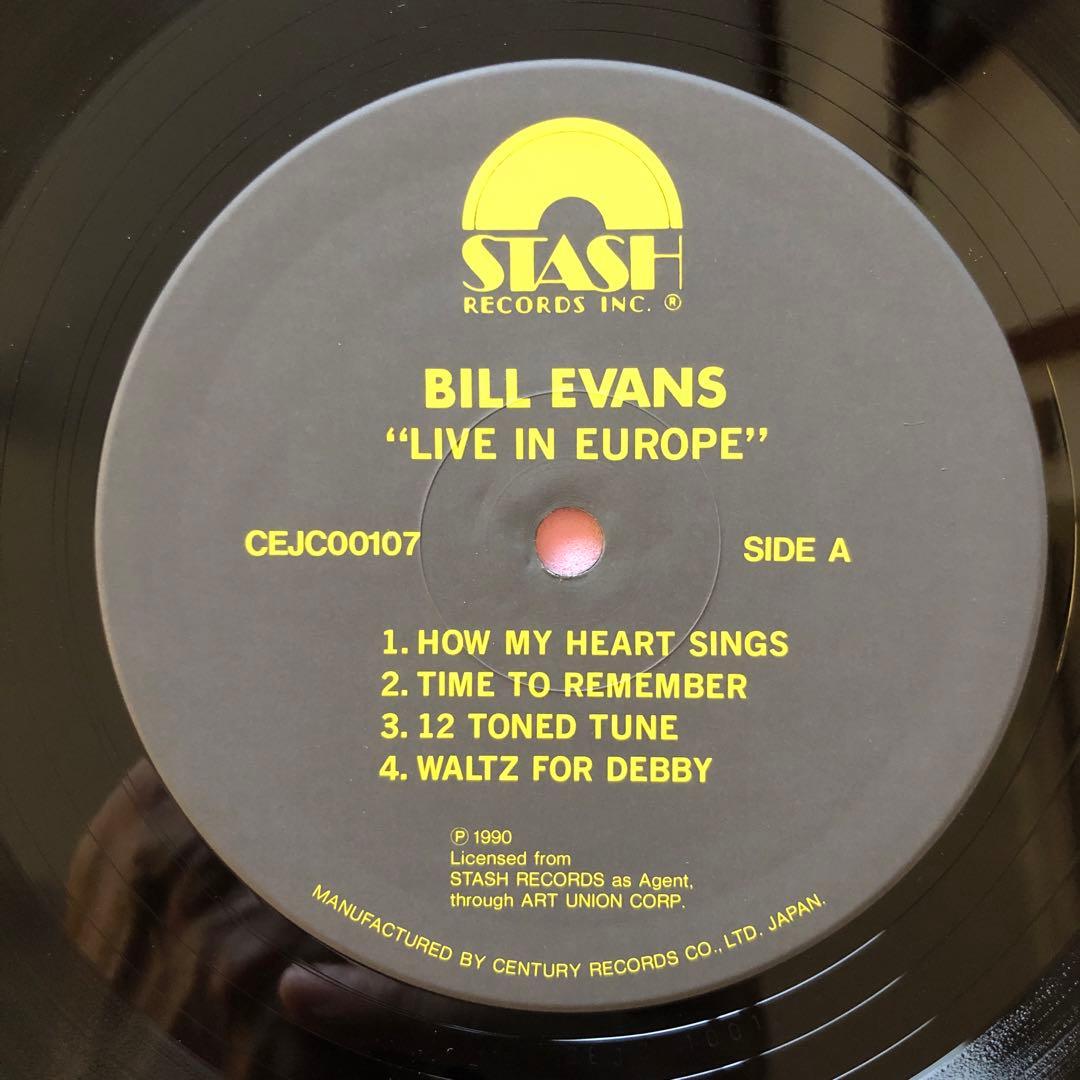 STASH
RECORDS INC. ®
BILL EVANS
“LIVE IN EUROPE”
CEJC00107
SIDE A
1. HOW MY HEART SINGS
2. TIME TO REMEMBER
3. 12 TONED TUNE
4. WALTZ FOR DEBBY
Ⓟ 1990
Licensed from
STASH RECORDS as Agent,
through ART UNION CORP.
MANUFACTURED BY CENTURY RECORDS CO., LTD. JAPAN.